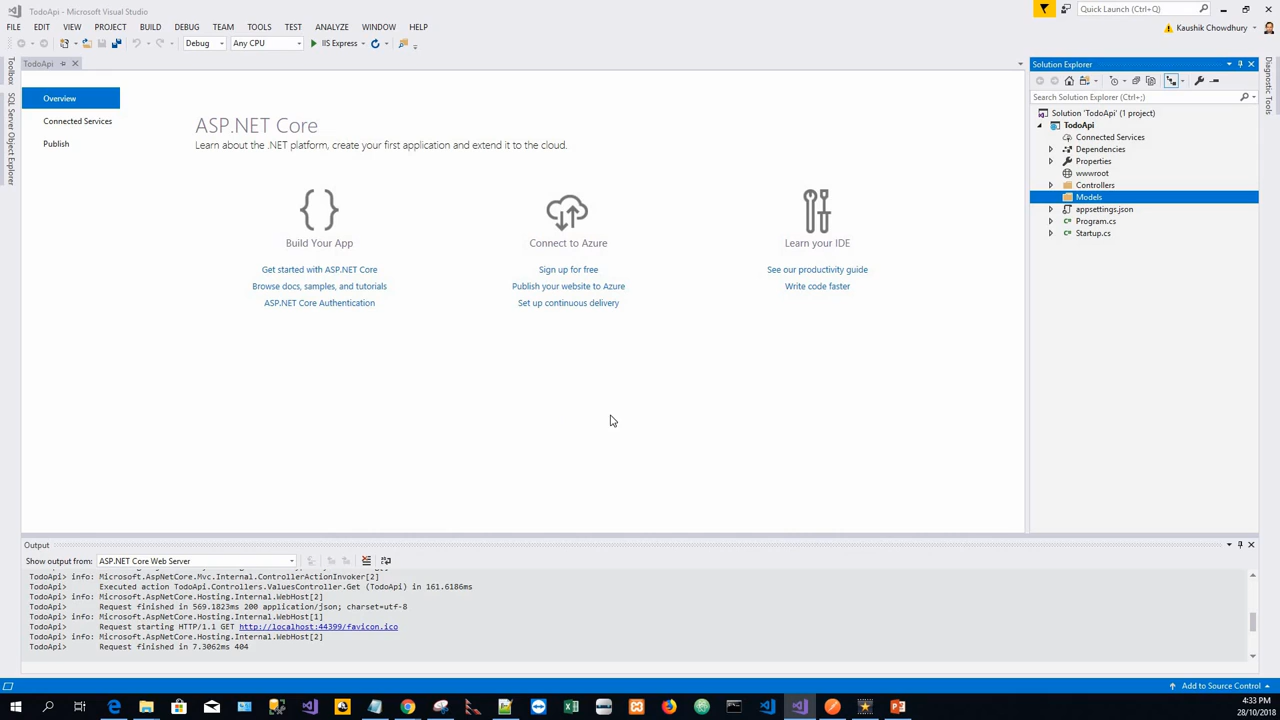 TodoApi - Microsoft Visual Studio
Quick Launch (Ctrl+Q)
FILE EDIT VIEW PROJECT BUILD DEBUG TEAM TOOLS TEST ANALYZE WINDOW HELP
Kaushik Chowdhury
Debug Any CPU IIS Express
Toolbox
SQL Server Object Explorer
TodoApi
Overview
Connected Services
Publish
ASP.NET Core
Learn about the .NET platform, create your first application and extend it to the cloud.
Build Your App
Get started with ASP.NET Core
Browse docs, samples, and tutorials
ASP.NET Core Authentication
Connect to Azure
Sign up for free
Publish your website to Azure
Set up continuous delivery
Learn your IDE
See our productivity guide
Write code faster
Solution Explorer
Search Solution Explorer (Ctrl+;)
Solution 'TodoApi' (1 project)
TodoApi
Connected Services
Dependencies
Properties
wwwroot
Controllers
Models
appsettings.json
Program.cs
Startup.cs
Diagnostic Tools
Output
Show output from: ASP.NET Core Web Server
TodoApi> info: Microsoft.AspNetCore.Mvc.Internal.ControllerActionInvoker[2]
TodoApi> Executed action TodoApi.Controllers.ValuesController.Get (TodoApi) in 161.6186ms
TodoApi> info: Microsoft.AspNetCore.Hosting.Internal.WebHost[2]
TodoApi> Request finished in 569.1823ms 200 application/json; charset=utf-8
TodoApi> info: Microsoft.AspNetCore.Hosting.Internal.WebHost[1]
TodoApi> Request starting HTTP/1.1 GET http://localhost:44399/favicon.ico
TodoApi> info: Microsoft.AspNetCore.Hosting.Internal.WebHost[2]
TodoApi> Request finished in 7.3062ms 404
Add to Source Control
4:33 PM
28/10/2018